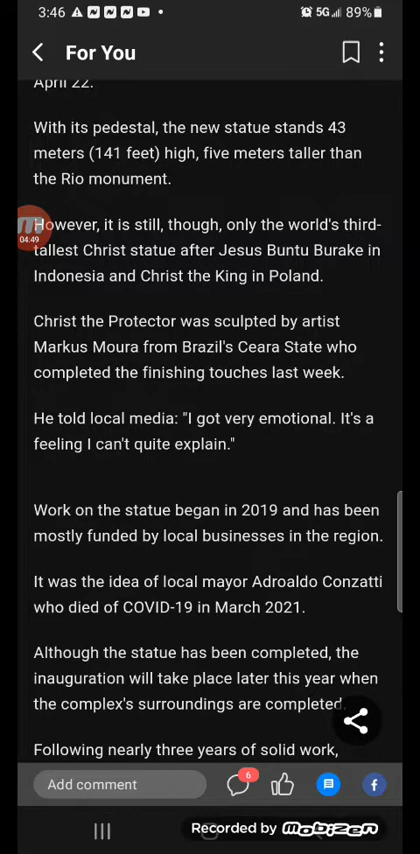 3:46 5G 89%
For You
April 22.
With its pedestal, the new statue stands 43
meters (141 feet) high, five meters taller than
the Rio monument.
However, it is still, though, only the world's third-
04:49
tallest Christ statue after Jesus Buntu Burake in
Indonesia and Christ the King in Poland.
Christ the Protector was sculpted by artist
Markus Moura from Brazil's Ceara State who
completed the finishing touches last week.
He told local media: "I got very emotional. It's a
feeling I can't quite explain."
Work on the statue began in 2019 and has been
mostly funded by local businesses in the region.
It was the idea of local mayor Adroaldo Conzatti
who died of COVID-19 in March 2021.
Although the statue has been completed, the
inauguration will take place later this year when
the complex's surroundings are completed.
Following nearly three years of solid work,
Add comment 6
Recorded by mobizen